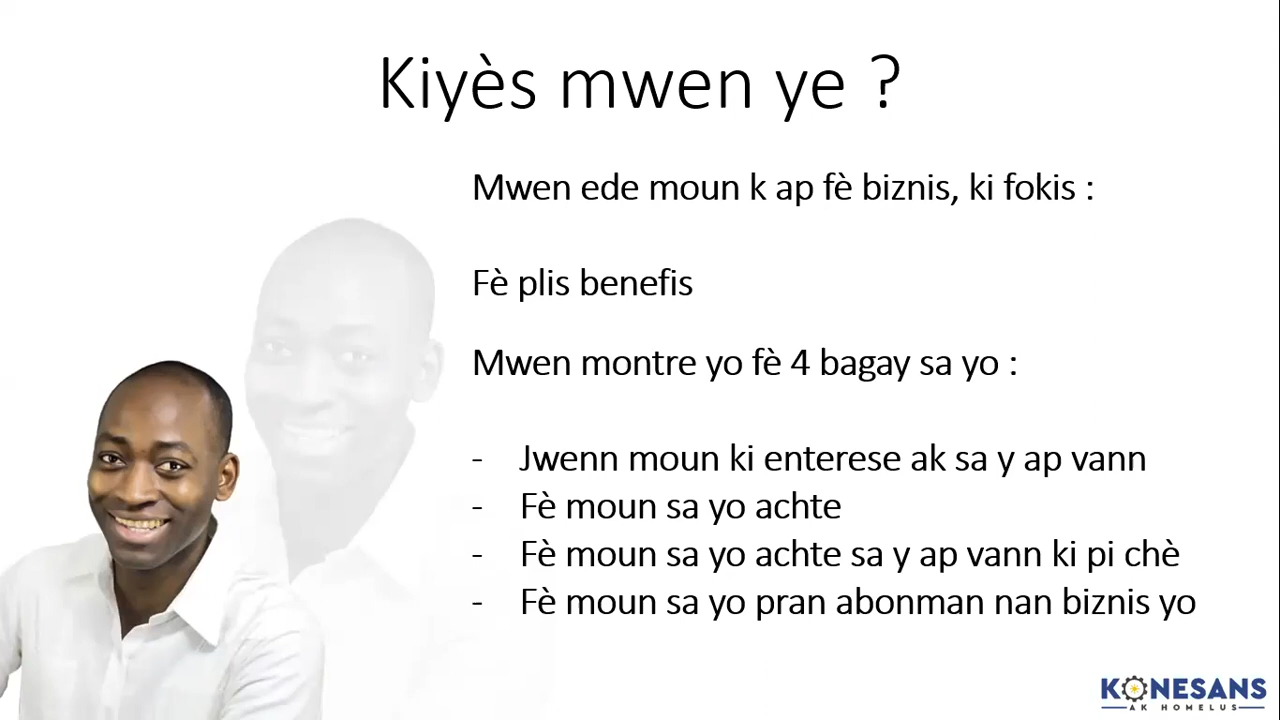 Kiyès mwen ye ?
Mwen ede moun k ap fè biznis, ki fokis :
Fè plis benefis
Mwen montre yo fè 4 bagay sa yo :
- Jwenn moun ki enterese ak sa y ap vann
- Fè moun sa yo achte
- Fè moun sa yo achte sa y ap vann ki pi chè
- Fè moun sa yo pran abonman nan biznis yo
KONESANS
AK HOMELUS